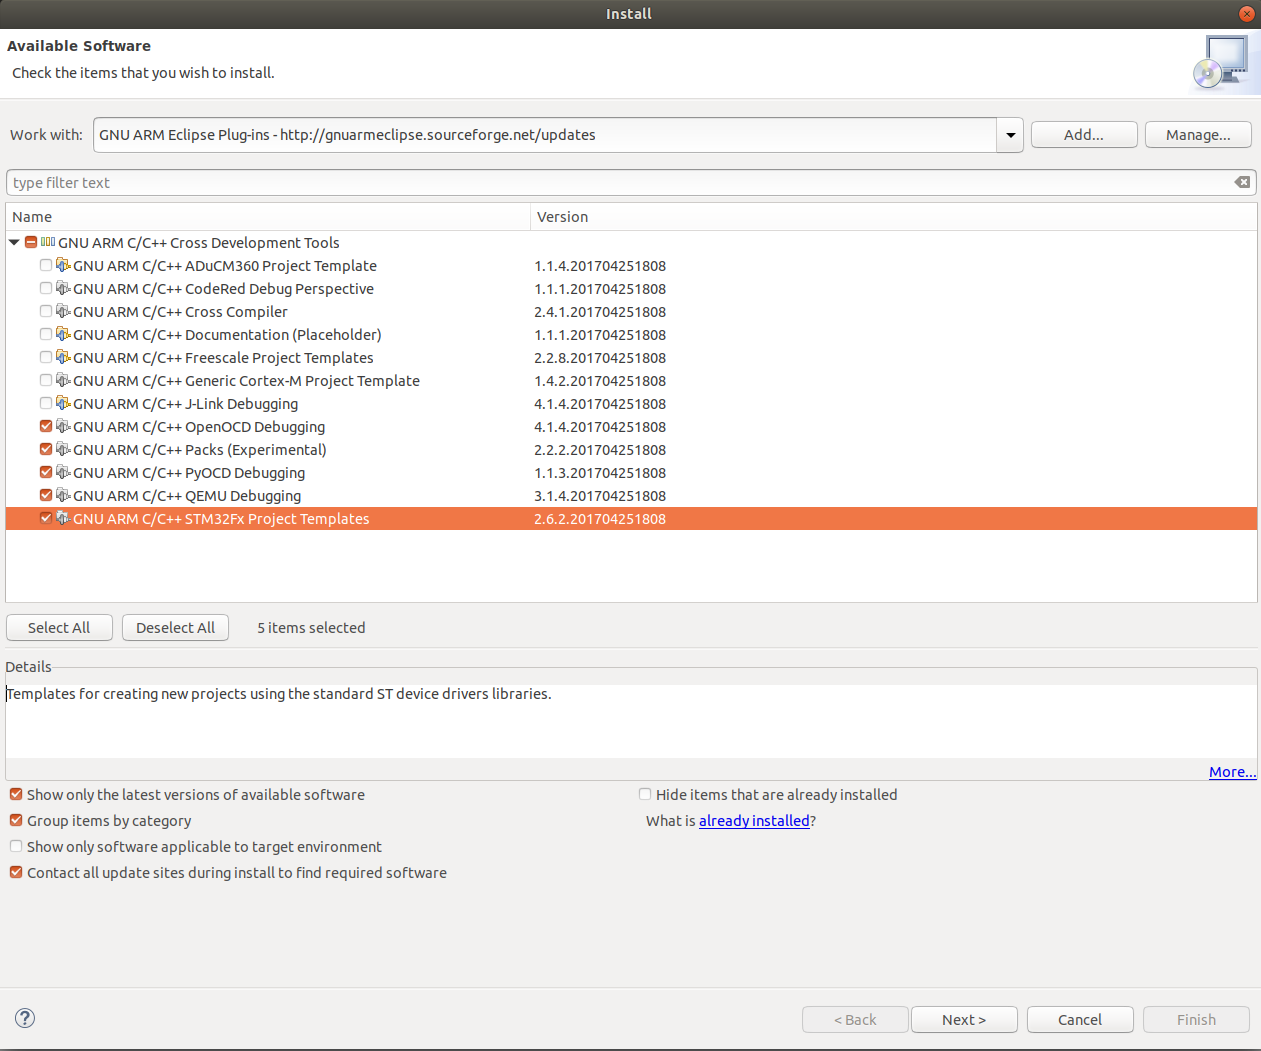 Install
Available Software
Check the items that you wish to install.
Work with: GNU ARM Eclipse Plug-ins - http://gnuarmeclipse.sourceforge.net/updates Add... Manage...
type filter text
Name Version
GNU ARM C/C++ Cross Development Tools
GNU ARM C/C++ ADuCM360 Project Template 1.1.4.201704251808
GNU ARM C/C++ CodeRed Debug Perspective 1.1.1.201704251808
GNU ARM C/C++ Cross Compiler 2.4.1.201704251808
GNU ARM C/C++ Documentation (Placeholder) 1.1.1.201704251808
GNU ARM C/C++ Freescale Project Templates 2.2.8.201704251808
GNU ARM C/C++ Generic Cortex-M Project Template 1.4.2.201704251808
GNU ARM C/C++ J-Link Debugging 4.1.4.201704251808
GNU ARM C/C++ OpenOCD Debugging 4.1.4.201704251808
GNU ARM C/C++ Packs (Experimental) 2.2.2.201704251808
GNU ARM C/C++ PyOCD Debugging 1.1.3.201704251808
GNU ARM C/C++ QEMU Debugging 3.1.4.201704251808
GNU ARM C/C++ STM32Fx Project Templates 2.6.2.201704251808
Select All Deselect All 5 items selected
Details
Templates for creating new projects using the standard ST device drivers libraries.
More...
Show only the latest versions of available software Hide items that are already installed
Group items by category What is already installed?
Show only software applicable to target environment
Contact all update sites during install to find required software
? < Back Next > Cancel Finish